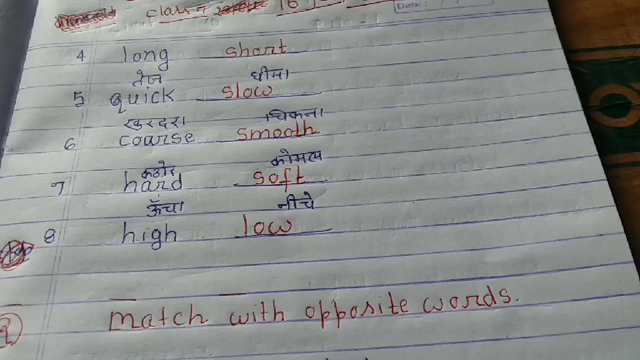 class
4 long short
तेज धीमा
5 quick slow
खुरदरा चिकना
6 coarse smooth
कठोर कोमल
7 hard soft
ऊँचा नीचे
8 high low
match with opposite words.